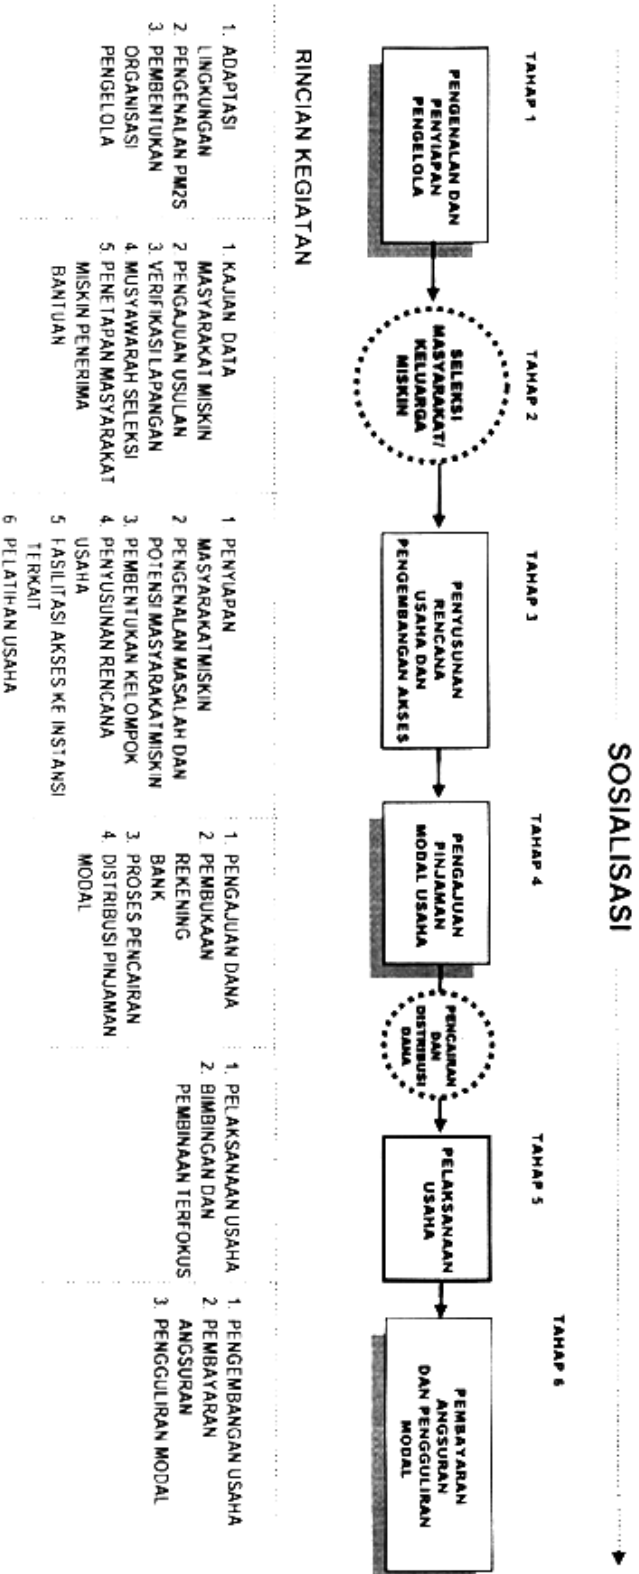 SOSIALISASI
TAHAP 1
TAHAP 2
TAHAP 3
TAHAP 4
TAHAP 5
TAHAP 6
PENGENALAN DAN
PENYIAPAN
PENGELOLA
SELEKSI
MASYARAKAT/
KELUARGA
MISKIN
PENYUSUNAN
RENCANA
USAHA DAN
PENGEMBANGAN AKSES
PENGAJUAN
PINJAMAN
MODAL USAHA
PENCAIRAN
DAN
DISTRIBUSI
DANA
PELAKSANAAN
USAHA
PEMBAYARAN
ANGSURAN
DAN PENGGULIRAN
MODAL
RINCIAN KEGIATAN
1. ADAPTASI
LINGKUNGAN
2. PENGENALAN PM2S
3. PEMBENTUKAN
ORGANISASI
PENGELOLA
1. KAJIAN DATA
MASYARAKAT MISKIN
2 PENGAJUAN USULAN
3. VERIFIKASI LAPANGAN
4. MUSYAWARAH SELEKSI
5. PENETAPAN MASYARAKAT
MISKIN PENERIMA
BANTUAN
1 PENYIAPAN
MASYARAKATMISKIN
2 PENGENALAN MASALAH DAN
POTENSI MASYARAKATMISKIN
3. PEMBENTUKAN KELOMPOK
4. PENYUSUNAN RENCANA
USAHA
5 FASILITASI AKSES KE INSTANSI
TERKAIT
6 PELATIHAN USAHA
1. PENGAJUAN DANA
2. PEMBUKAAN
REKENING
BANK
3. PROSES PENCAIRAN
4. DISTRIBUSI PINJAMAN
MODAL
1. PELAKSANAAN USAHA
2. BIMBINGAN DAN
PEMBINAAN TERFOKUS
1. PENGEMBANGAN USAHA
2. PEMBAYARAN
ANGSURAN
3. PENGGULIRAN MODAL